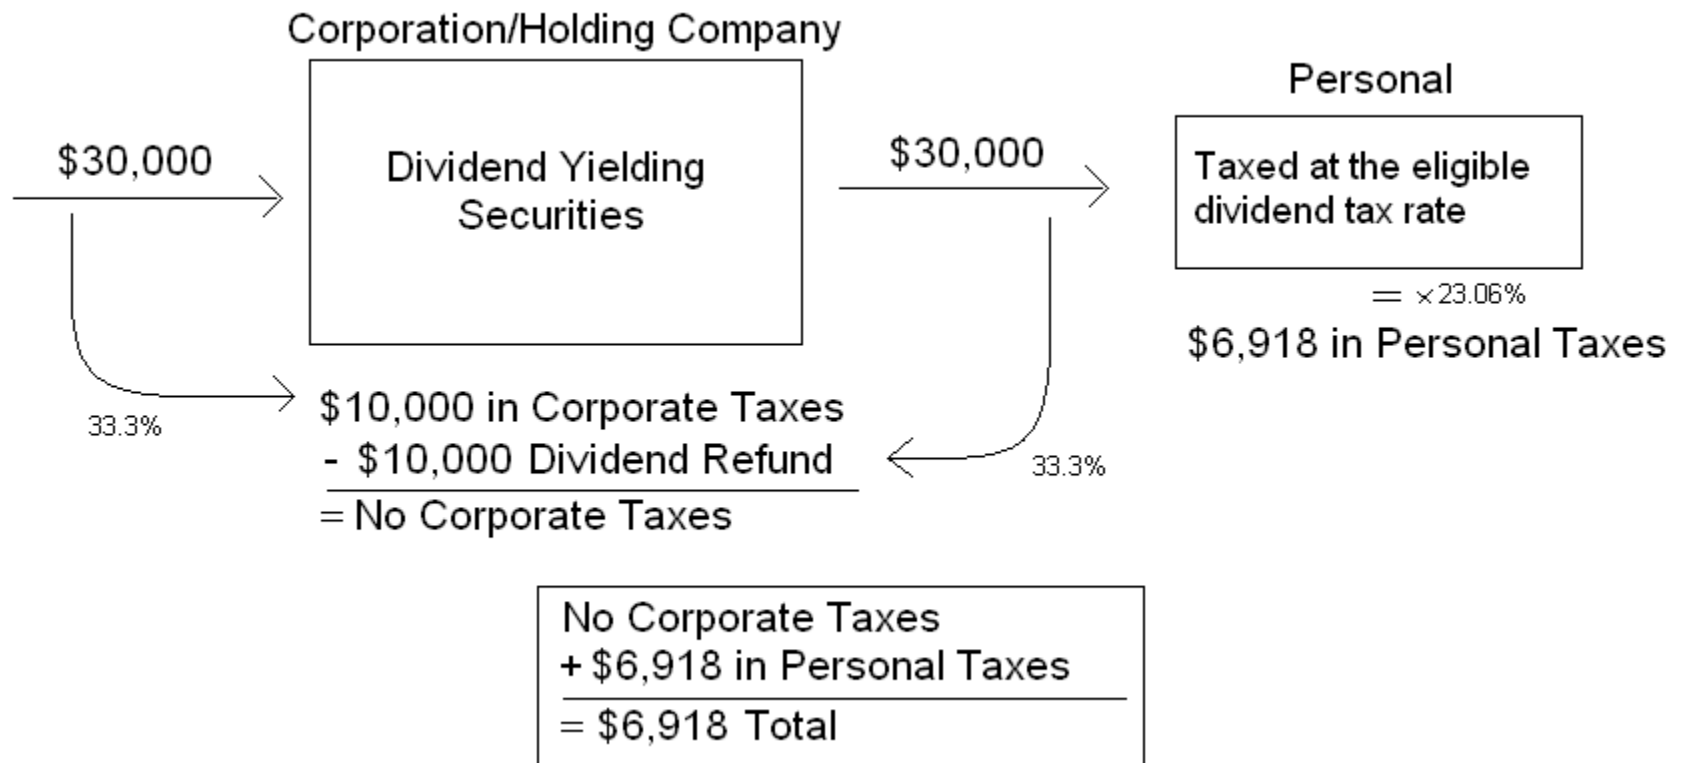 Corporation/Holding Company
Personal
$30,000
Dividend Yielding
Securities
$30,000
Taxed at the eligible
dividend tax rate
= ×23.06%
$6,918 in Personal Taxes
33.3%
$10,000 in Corporate Taxes
- $10,000 Dividend Refund
33.3%
= No Corporate Taxes
No Corporate Taxes
+ $6,918 in Personal Taxes
= $6,918 Total